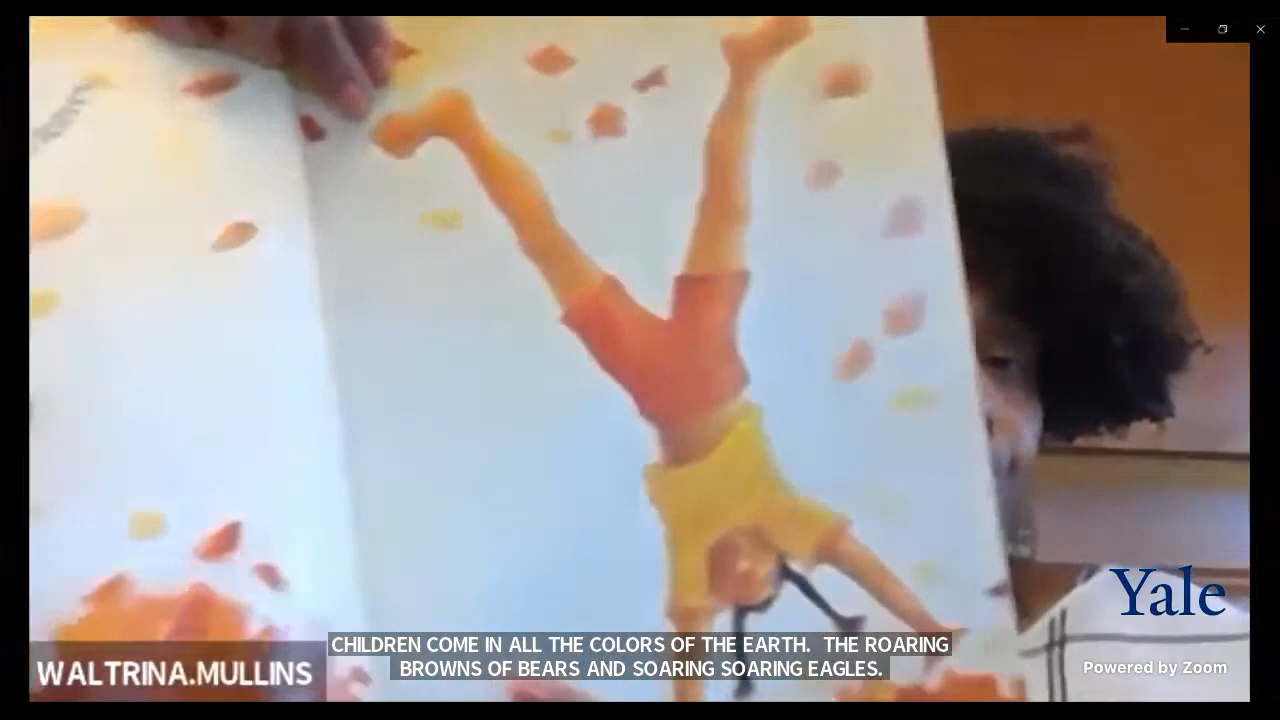 Yale
CHILDREN COME IN ALL THE COLORS OF THE EARTH. THE ROARING
BROWNS OF BEARS AND SOARING SOARING EAGLES.
WALTRINA.MULLINS
Powered by Zoom